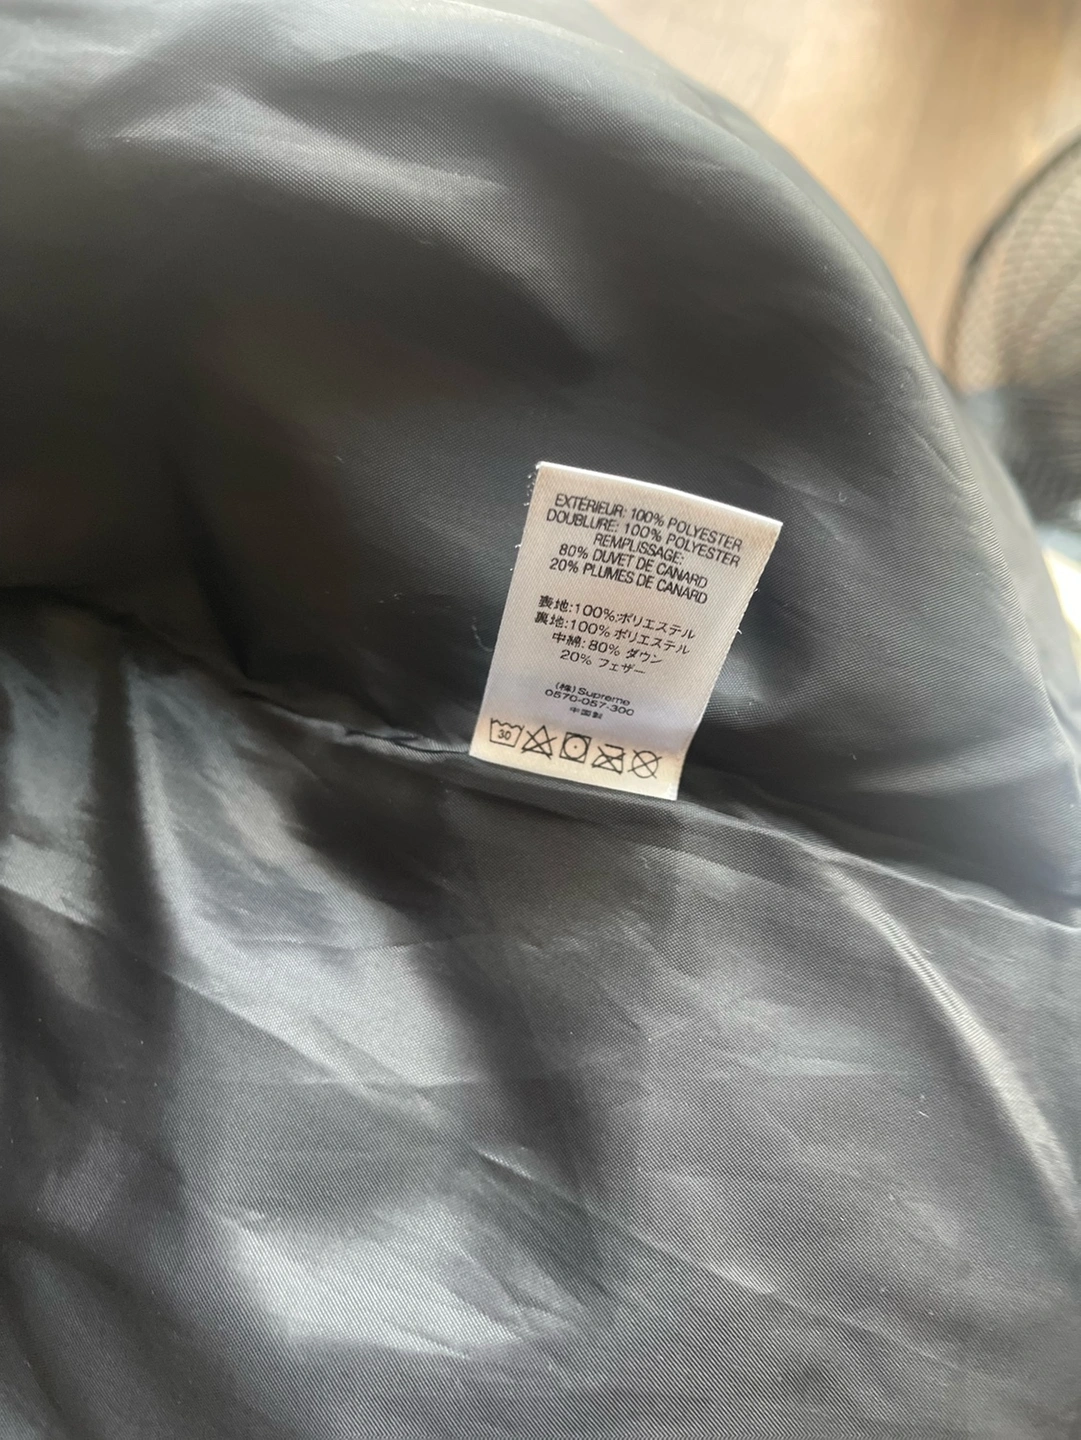 EXTÉRIEUR: 100% POLYESTER
DOUBLURE: 100% POLYESTER
REMPLISSAGE:
80% DUVET DE CANARD
20% PLUMES DE CANARD
表地:100%ポリエステル
裏地:100% ポリエステル
中綿: 80% ダウン
20% フェザー
(株) Supreme
0570-057-300
中国製
30